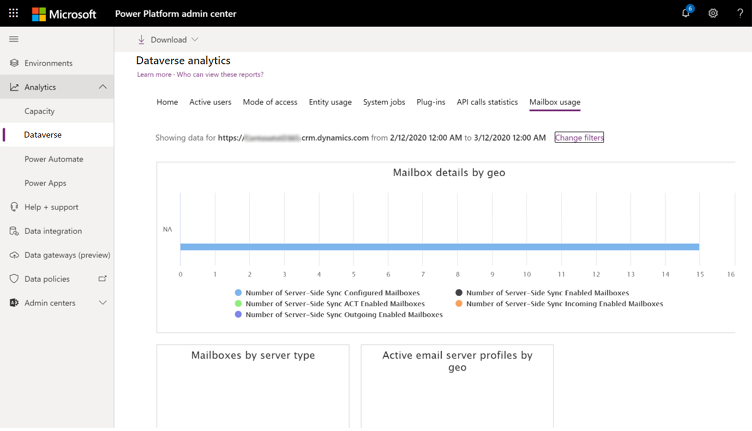 Microsoft Power Platform admin center 6 ?
Download
Dataverse analytics
Learn more · Who can view these reports?
Environments
Analytics
Capacity
Dataverse
Power Automate
Power Apps
Help + support
Data integration
Data gateways (preview)
Data policies
Admin centers
Home Active users Mode of access Entity usage System jobs Plug-ins API calls statistics Mailbox usage
Showing data for https:// .crm.dynamics.com from 2/12/2020 12:00 AM to 3/12/2020 12:00 AM Change filters
Mailbox details by geo
NA
0 1 2 3 4 5 6 7 8 9 10 11 12 13 14 15 16
Number of Server-Side Sync Configured Mailboxes Number of Server-Side Sync Enabled Mailboxes
Number of Server-Side Sync ACT Enabled Mailboxes Number of Server-Side Sync Incoming Enabled Mailboxes
Number of Server-Side Sync Outgoing Enabled Mailboxes
Mailboxes by server type
Active email server profiles by
geo